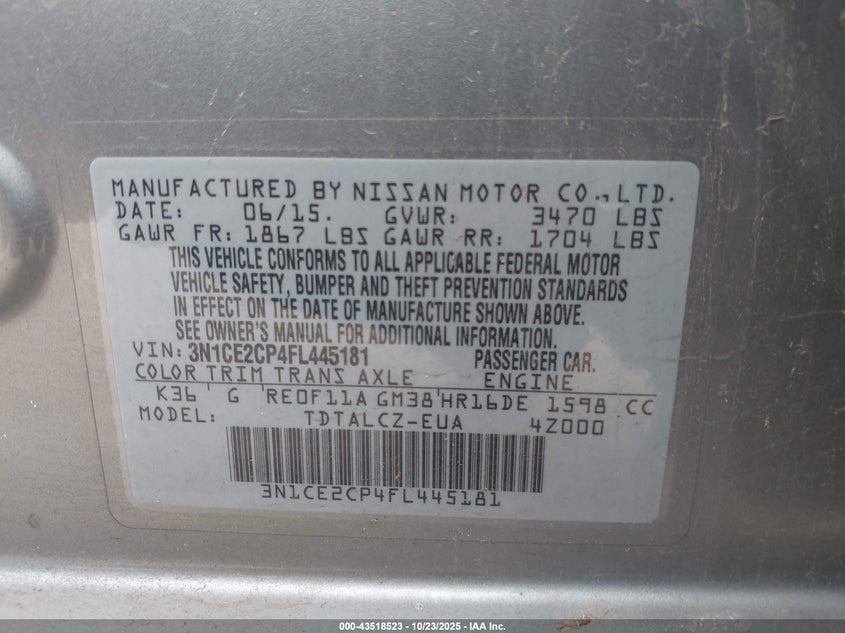 MANUFACTURED BY NISSAN MOTOR CO., LTD.
DATE: 06/15. GVWR: 3470 LBS
GAWR FR: 1867 LBS GAWR RR: 1704 LBS
THIS VEHICLE CONFORMS TO ALL APPLICABLE FEDERAL MOTOR
VEHICLE SAFETY, BUMPER AND THEFT PREVENTION STANDARDS
IN EFFECT ON THE DATE OF MANUFACTURE SHOWN ABOVE.
SEE OWNER'S MANUAL FOR ADDITIONAL INFORMATION.
VIN: 3N1CE2CP4FL445181 PASSENGER CAR.
COLOR TRIM TRANS AXLE ENGINE
K36 ' G 'RE0F11A GM38'HR16DE 1598 CC
MODEL: TDTALCZ-EUA 4Z000
3N1CE2CP4FL445181
000-43518523 - 10/23/2025 - IAA Inc.